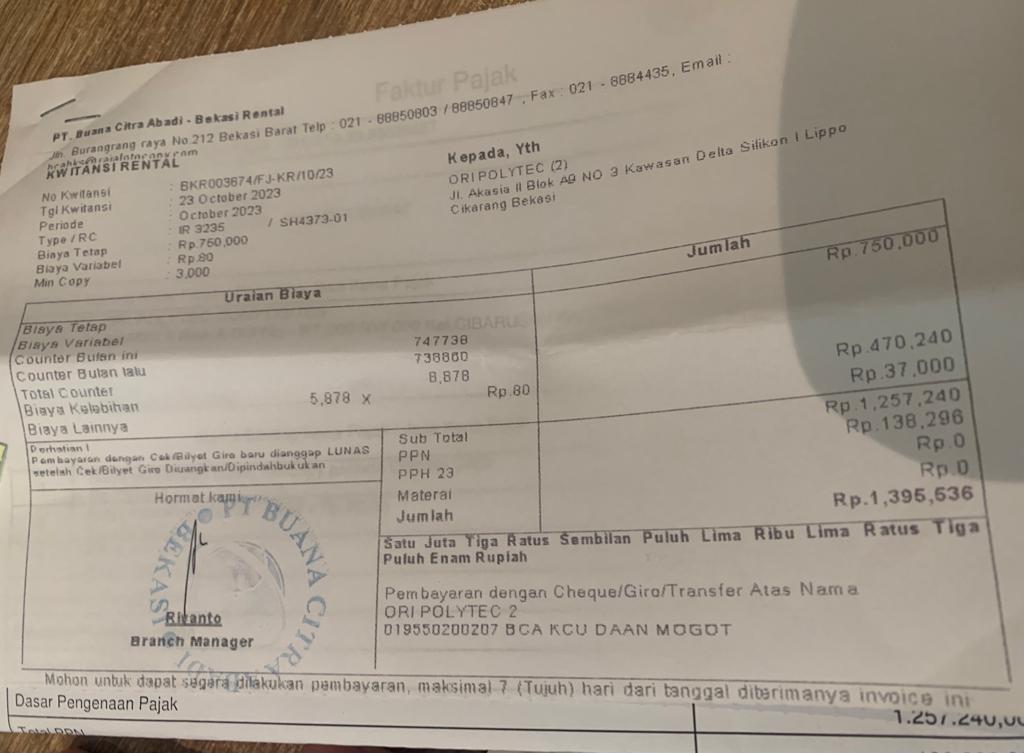 Faktur Pajak
PT. Buana Citra Abadi - Bekasi Rental
Jln. Burangrang raya No.212 Bekasi Barat Telp : 021 - 88850803 / 88850847 , Fax : 021 - 8884435, Email :
KWITANSI RENTAL
No Kwitansi : BKR003674/FJ-KR/10/23
Tgl Kwitansi : 23 October 2023
Periode : October 2023
Type / RC : IR 3235 / SH4373-01
Biaya Tetap : Rp.750,000
Biaya Variabel : Rp.80
Min Copy : 3,000
Kepada, Yth
ORI POLYTEC (2)
Jl. Akasia II Blok A9 NO 3 Kawasan Delta Silikon I Lippo
Cikarang Bekasi
Uraian Biaya Jumlah
Biaya Tetap Rp.750,000
Biaya Variabel
Counter Bulan ini 747738
Counter Bulan lalu 738860
Total Counter 8,878
Biaya Kelebihan 5,878 x Rp.80 Rp.470,240
Biaya Lainnya Rp.37,000
Sub Total Rp.1,257,240
PPN Rp.138,296
PPH 23 Rp.0
Materai Rp.0
Jumlah Rp.1,395,536
Perhatian !
Pembayaran dengan Cek/Bilyet Giro baru dianggap LUNAS
setelah Cek/Bilyet Giro Diuangkan/Dipindahbukukan
Hormat kami,
PT BUANA CITRA ABADI
BEKASI
Riyanto
Branch Manager
Satu Juta Tiga Ratus Sembilan Puluh Lima Ribu Lima Ratus Tiga
Puluh Enam Rupiah
Pembayaran dengan Cheque/Giro/Transfer Atas Nama
ORI POLYTEC 2
019550200207 BCA KCU DAAN MOGOT
Mohon untuk dapat segera dilakukan pembayaran, maksimal 7 (Tujuh) hari dari tanggal diterimanya invoice ini
Dasar Pengenaan Pajak 1.257.240,00
Total PPN